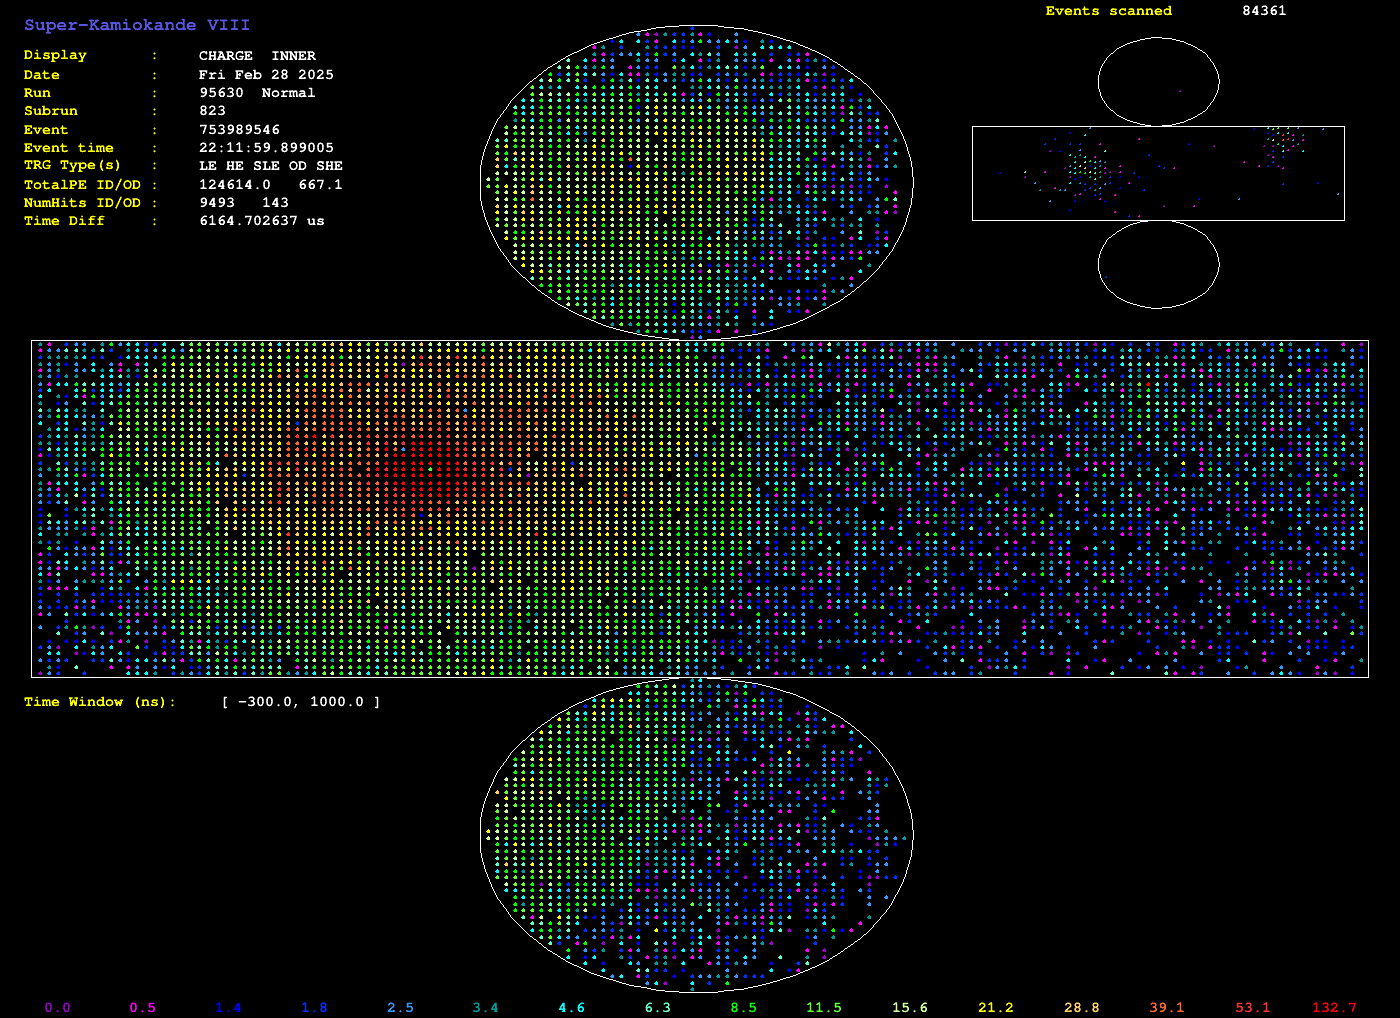 Super-Kamiokande VIII
Events scanned 84361
Display : CHARGE INNER
Date : Fri Feb 28 2025
Run : 95630 Normal
Subrun : 823
Event : 753989546
Event time : 22:11:59.899005
TRG Type(s) : LE HE SLE OD SHE
TotalPE ID/OD : 124614.0 667.1
NumHits ID/OD : 9493 143
Time Diff : 6164.702637 us
Time Window (ns): [ -300.0, 1000.0 ]
0.0 0.5 1.4 1.8 2.5 3.4 4.6 6.3 8.5 11.5 15.6 21.2 28.8 39.1 53.1 132.7